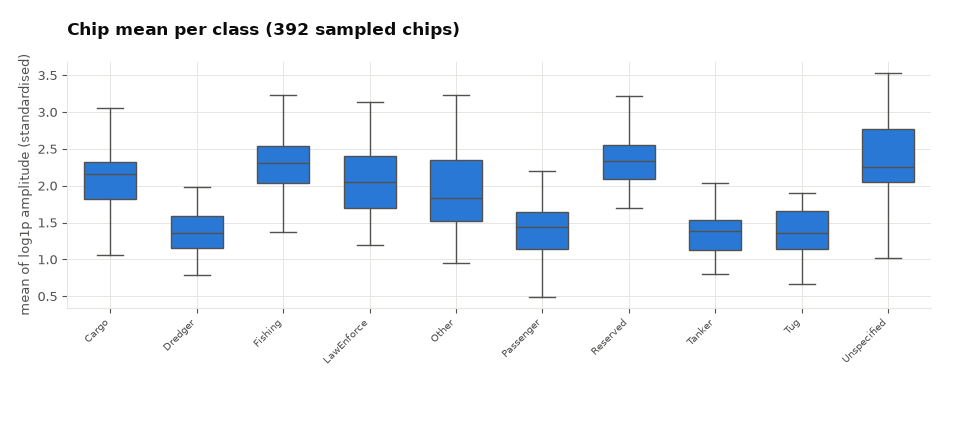 Chip mean per class (392 sampled chips)
mean of log1p amplitude (standardised)
3.5
3.0
2.5
2.0
1.5
1.0
0.5
Cargo
Dredger
Fishing
LawEnforce
Other
Passenger
Reserved
Tanker
Tug
Unspecified